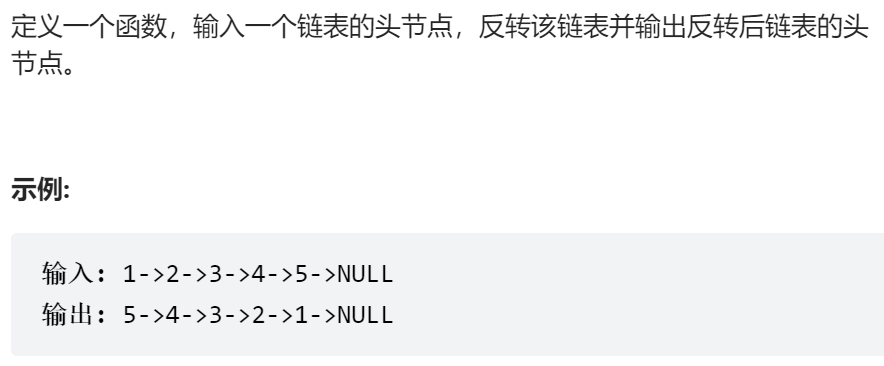 定义一个函数，输入一个链表的头节点，反转该链表并输出反转后链表的头
节点。
示例:
输入: 1->2->3->4->5->NULL
输出: 5->4->3->2->1->NULL